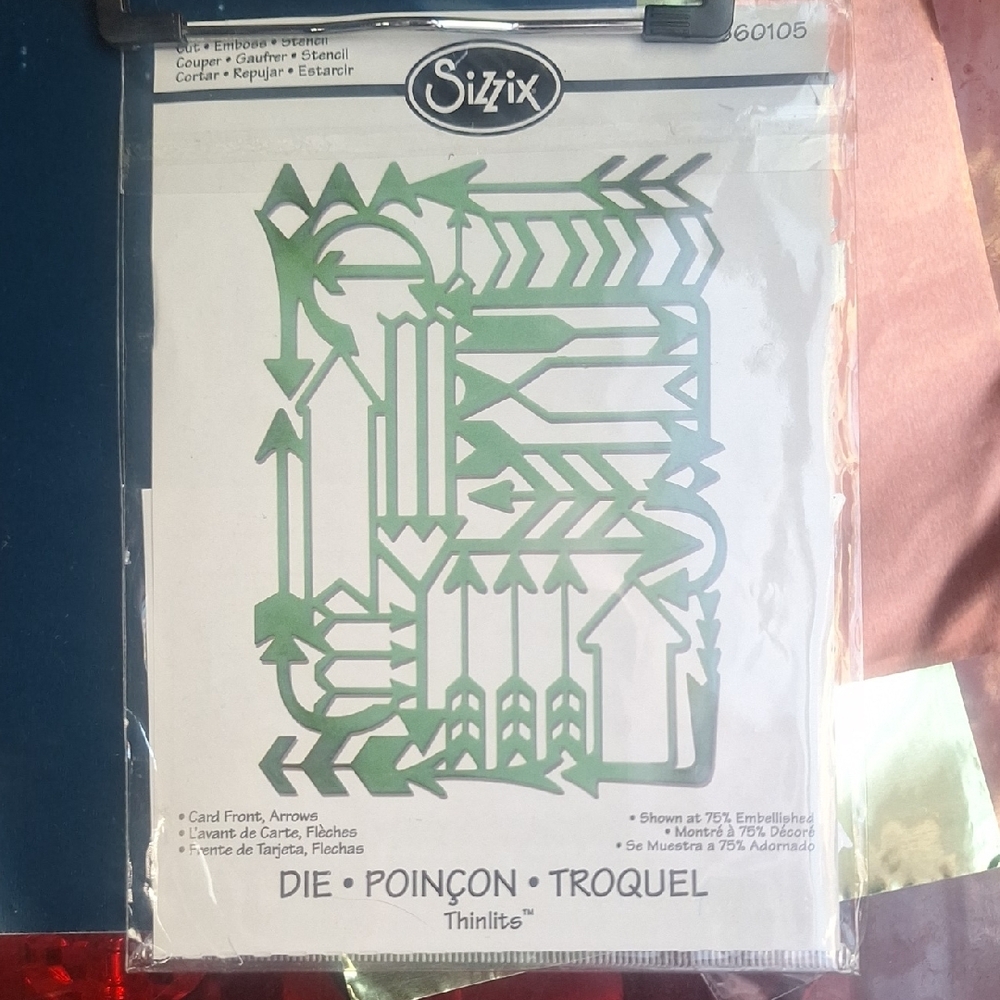 Cut • Emboss • Stencil
Couper • Gaufrer • Stencil
Cortar • Repujar • Estarcir
60105
Sizzix
• Card Front, Arrows
• L'avant de Carte, Flèches
• Frente de Tarjeta, Flechas
• Shown at 75% Embellished
• Montré à 75% Décoré
• Se Muestra a 75% Adornado
DIE • POINÇON • TROQUEL
Thinlits™